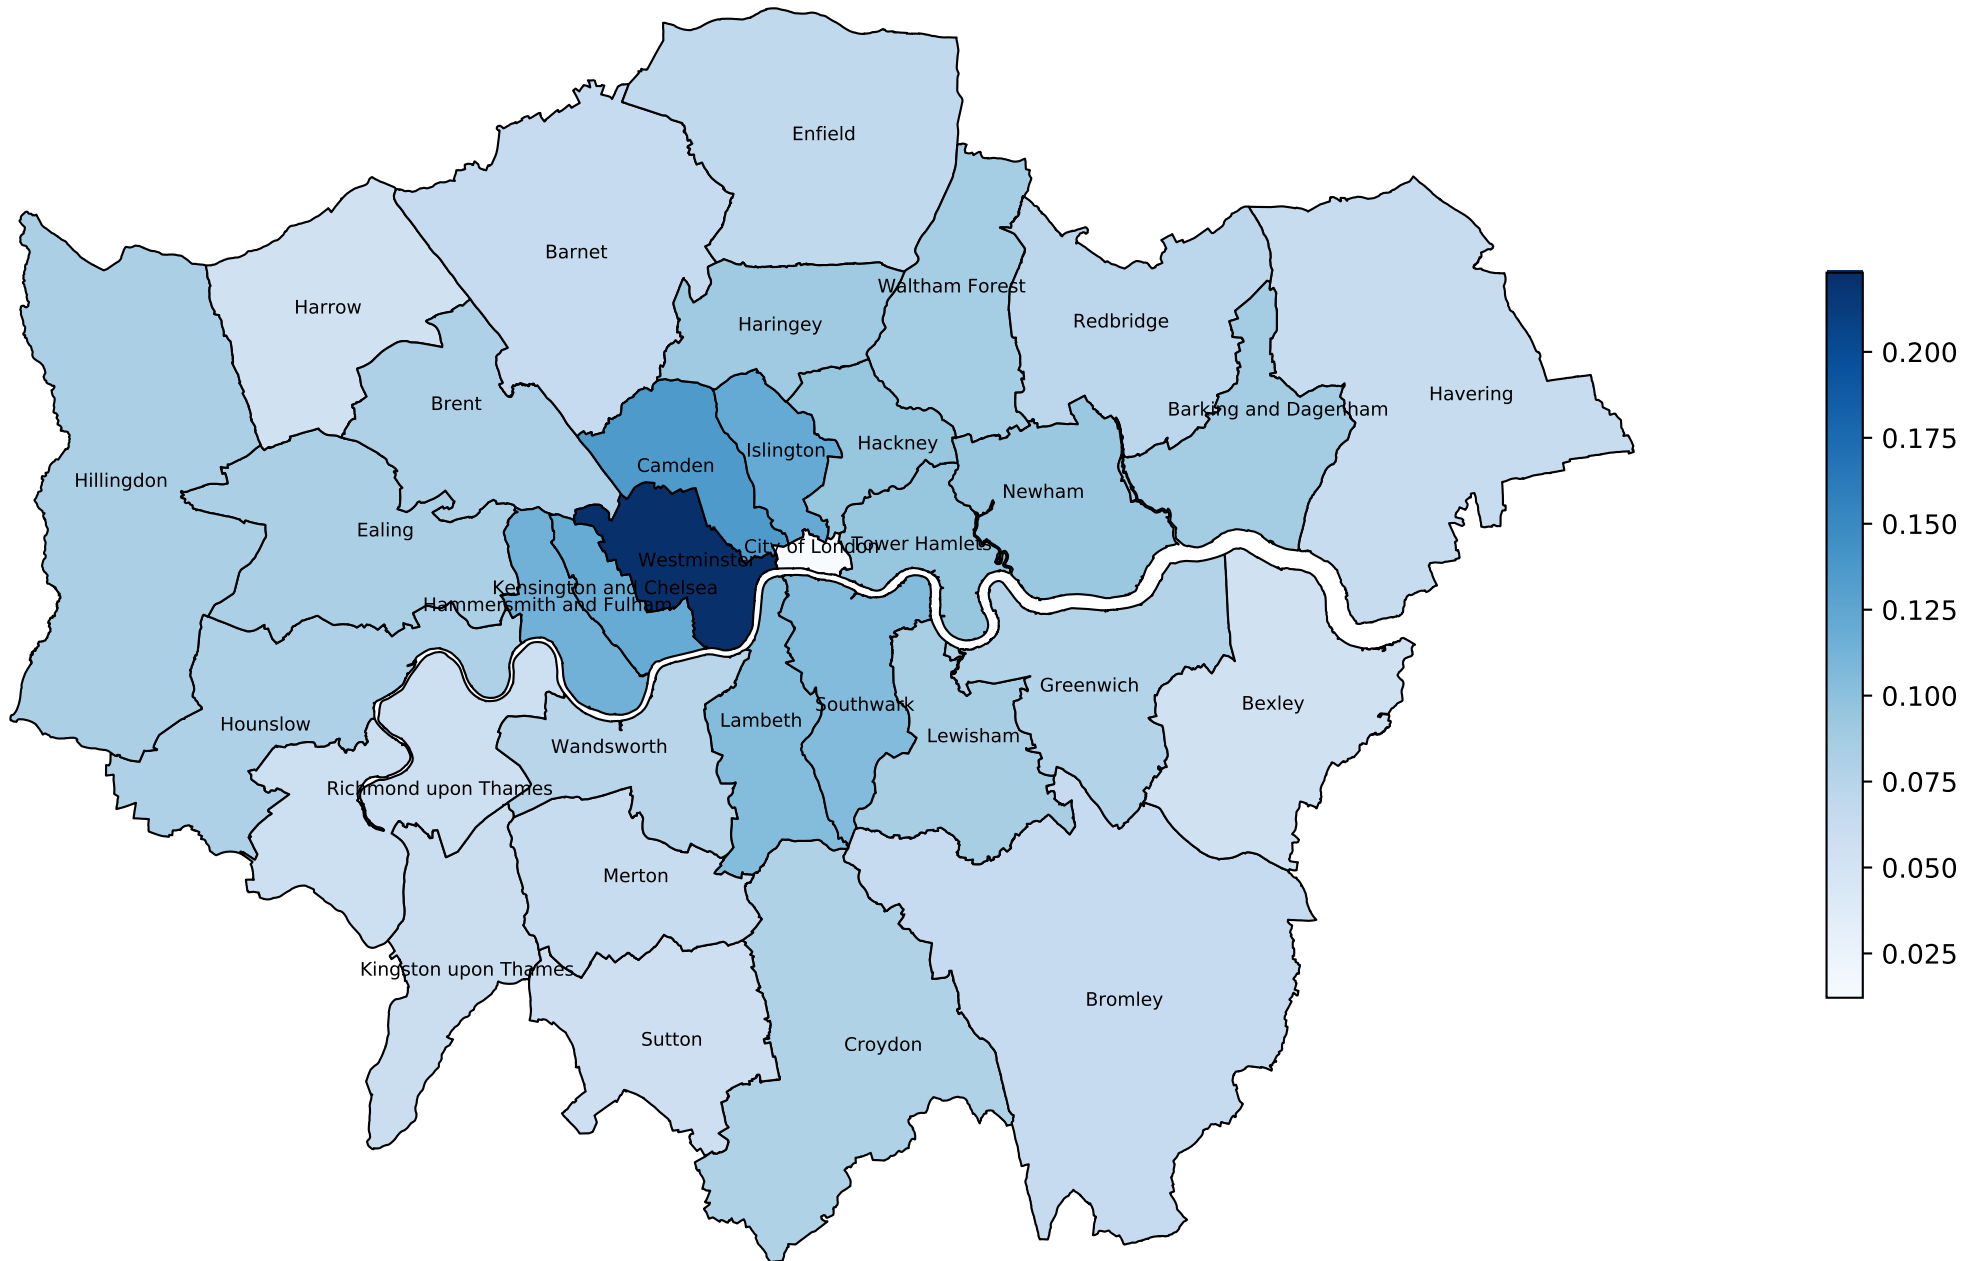 Enfield
Barnet
Waltham Forest
Harrow
Haringey
Redbridge
Havering
Brent
Barking and Dagenham
Hackney
Islington
Camden
Hillingdon
Newham
Ealing
Tower Hamlets
City of London
Westminster
Kensington and Chelsea
Hammersmith and Fulham
Greenwich
Bexley
Southwark
Lambeth
Hounslow
Lewisham
Wandsworth
Richmond upon Thames
Merton
Kingston upon Thames
Bromley
Sutton
Croydon
0.200
0.175
0.150
0.125
0.100
0.075
0.050
0.025